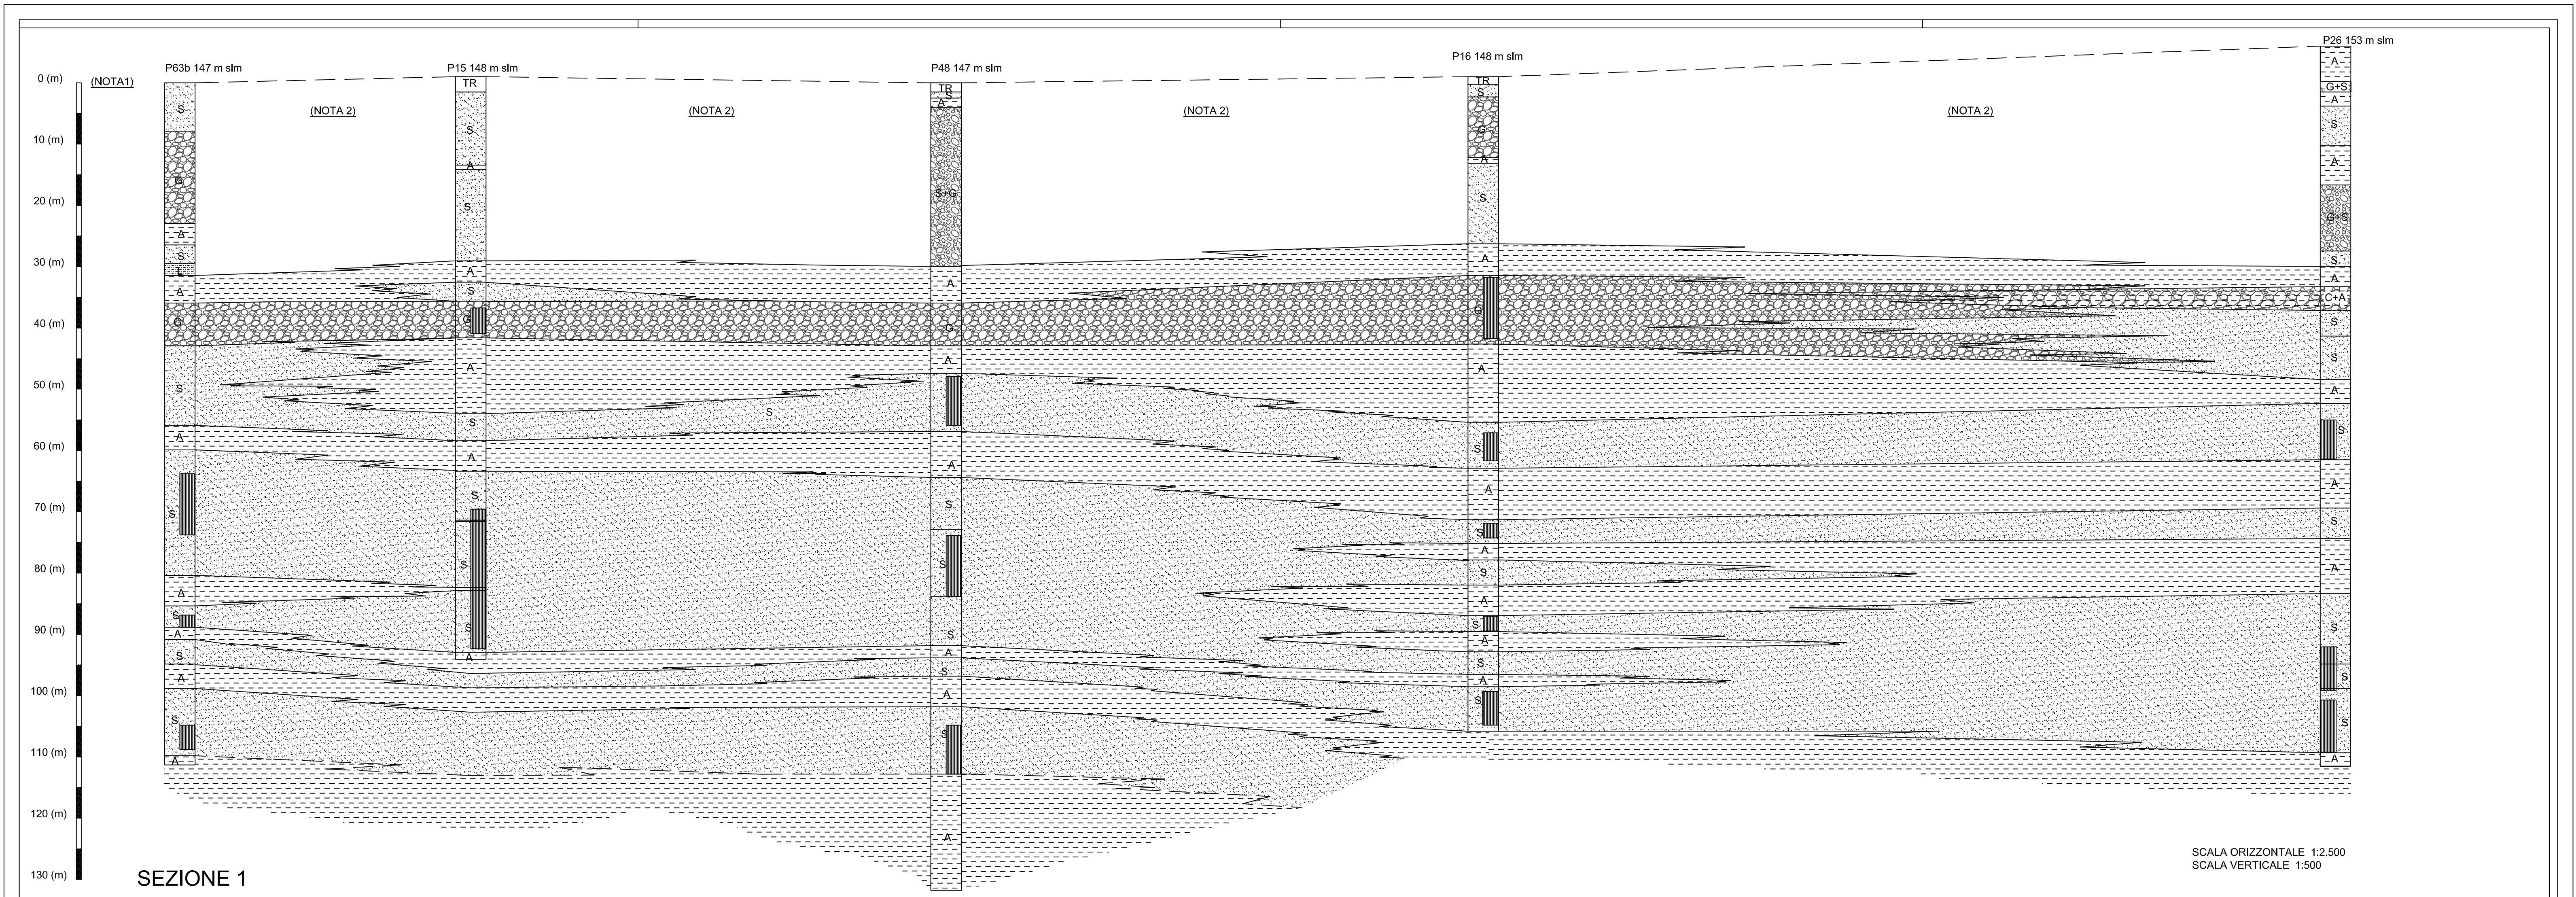 P26 153 m slm
P16 148 m slm
P63b 147 m slm
P15 148 m slm
P48 147 m slm
0 (m)
(NOTA1)
(NOTA 2)
(NOTA 2)
(NOTA 2)
(NOTA 2)
10 (m)
20 (m)
30 (m)
40 (m)
50 (m)
60 (m)
70 (m)
80 (m)
90 (m)
100 (m)
110 (m)
120 (m)
130 (m)
S
G
A
S
L
A
G
S
A
S
A
S
A
S
A
S
A
TR
S
A
S
A
S
G
A
S
A
S
S
S
A
S
TR
S
A
S+G
A
G
A
A
S
S
S
A
S
A
S
A
TR
S
G
A
S
A
G
A
S
A
S
A
S
A
S
A
S
A
S
A
G+S
A
S
A
G+S
S
A
C+A
S
S
A
S
A
S
A
S
S
S
A
SEZIONE 1
SCALA ORIZZONTALE 1:2.500
SCALA VERTICALE 1:500